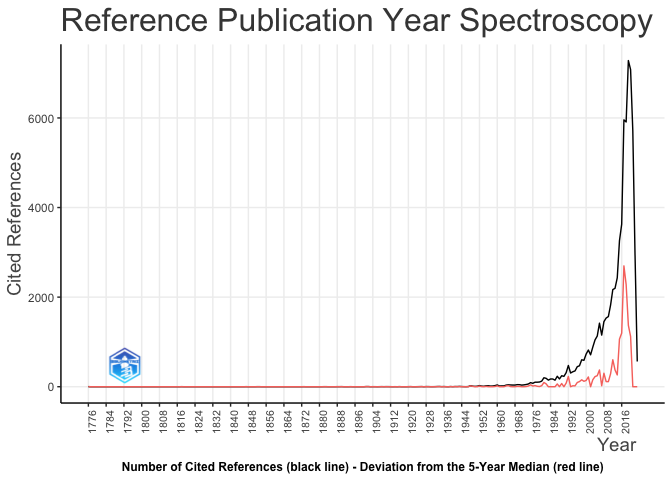 Reference Publication Year Spectroscopy
Cited References
6000
4000
2000
0
1776 1784 1792 1800 1808 1816 1824 1832 1840 1848 1856 1864 1872 1880 1888 1896 1904 1912 1920 1928 1936 1944 1952 1960 1968 1976 1984 1992 2000 2008 2016
Year
Number of Cited References (black line) - Deviation from the 5-Year Median (red line)